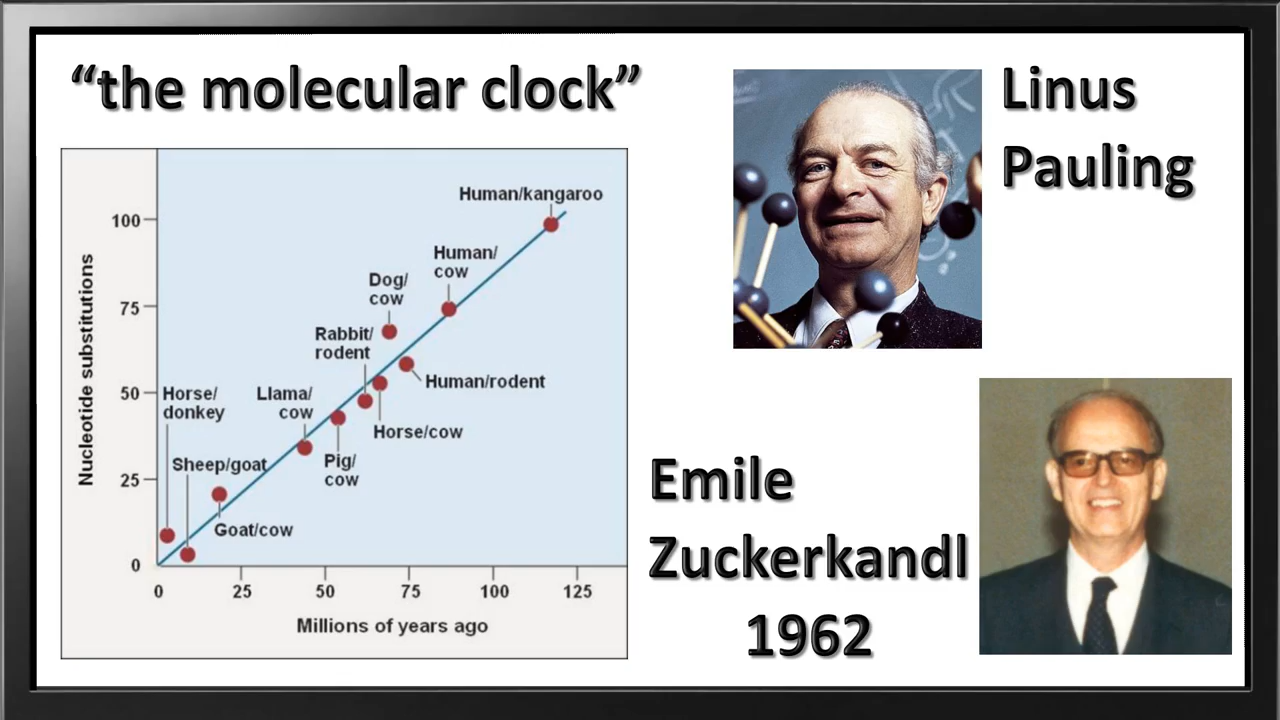 “the molecular clock”
Linus
Pauling
Nucleotide substitutions
100
75
50
25
0
Human/kangaroo
Human/
cow
Dog/
cow
Rabbit/
rodent
Human/rodent
Horse/
donkey
Llama/
cow
Horse/cow
Sheep/goat
Pig/
cow
Goat/cow
0 25 50 75 100 125
Millions of years ago
Emile
Zuckerkandl
1962